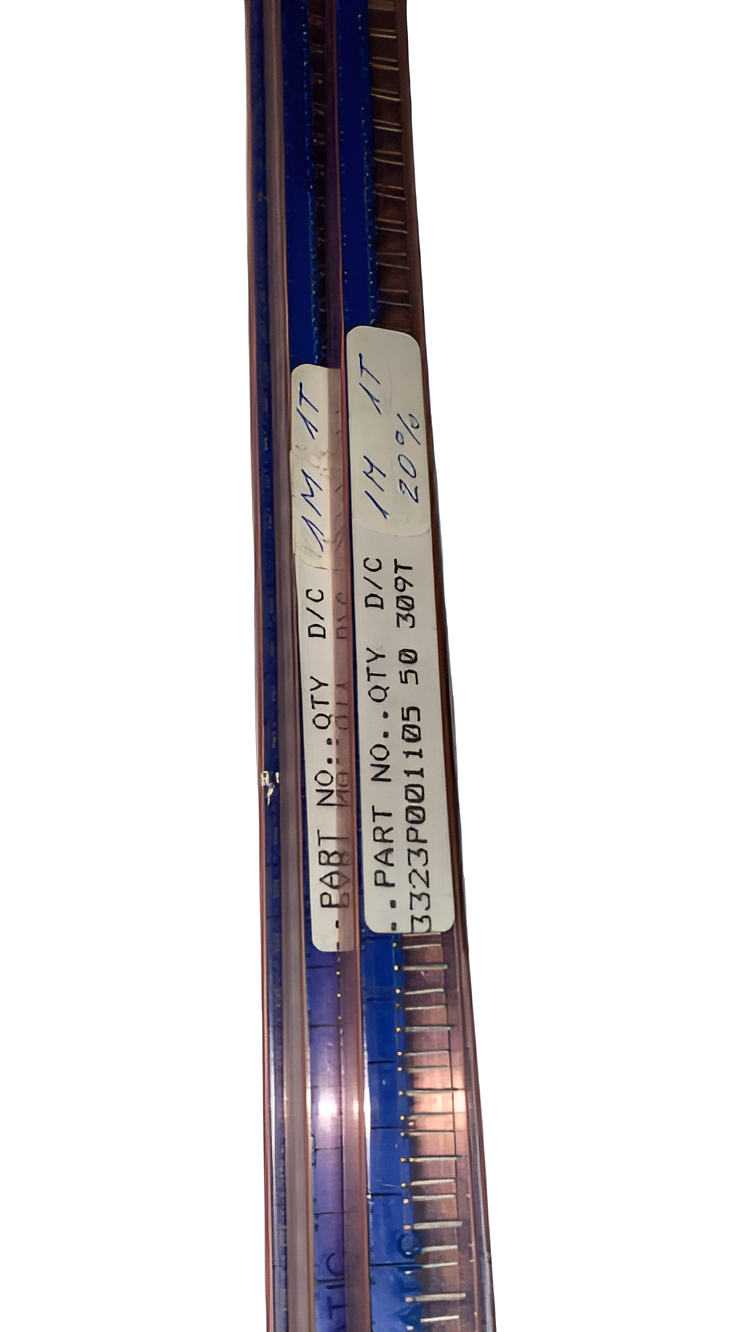 1M 1T
PART NO.:QTY D/C
1M 1T
20%
..PART NO..QTY D/C
3323P001105 50 309T